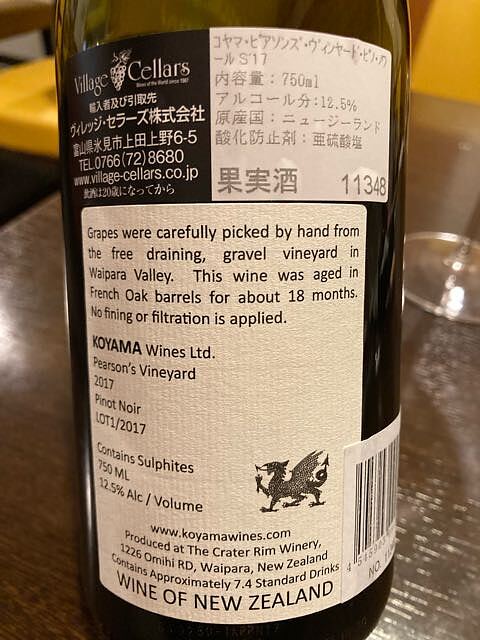 Village Cellars
Wines of the World since 1987
輸入者及び引取先
ヴィレッジ・セラーズ株式会社
富山県氷見市上田上野6-5
TEL.0766(72)8680
www.village-cellars.co.jp
飲酒は20歳になってから
コヤマ・ピアソンズ・ヴィンヤード・ピノ・ノワ
ール S'17
内容量：750ml
アルコール分：12.5%
原産国：ニュージーランド
酸化防止剤：亜硫酸塩
果実酒 11348
Grapes were carefully picked by hand from
the free draining, gravel vineyard in
Waipara Valley. This wine was aged in
French Oak barrels for about 18 months.
No fining or filtration is applied.
KOYAMA Wines Ltd.
Pearson's Vineyard
2017
Pinot Noir
LOT1/2017
Contains Sulphites
750 ML
12.5% Alc / Volume
www.koyamawines.com
Produced at The Crater Rim Winery,
1226 Omihi RD, Waipara, New Zealand
Contains Approximately 7.4 Standard Drinks
WINE OF NEW ZEALAND
NO.